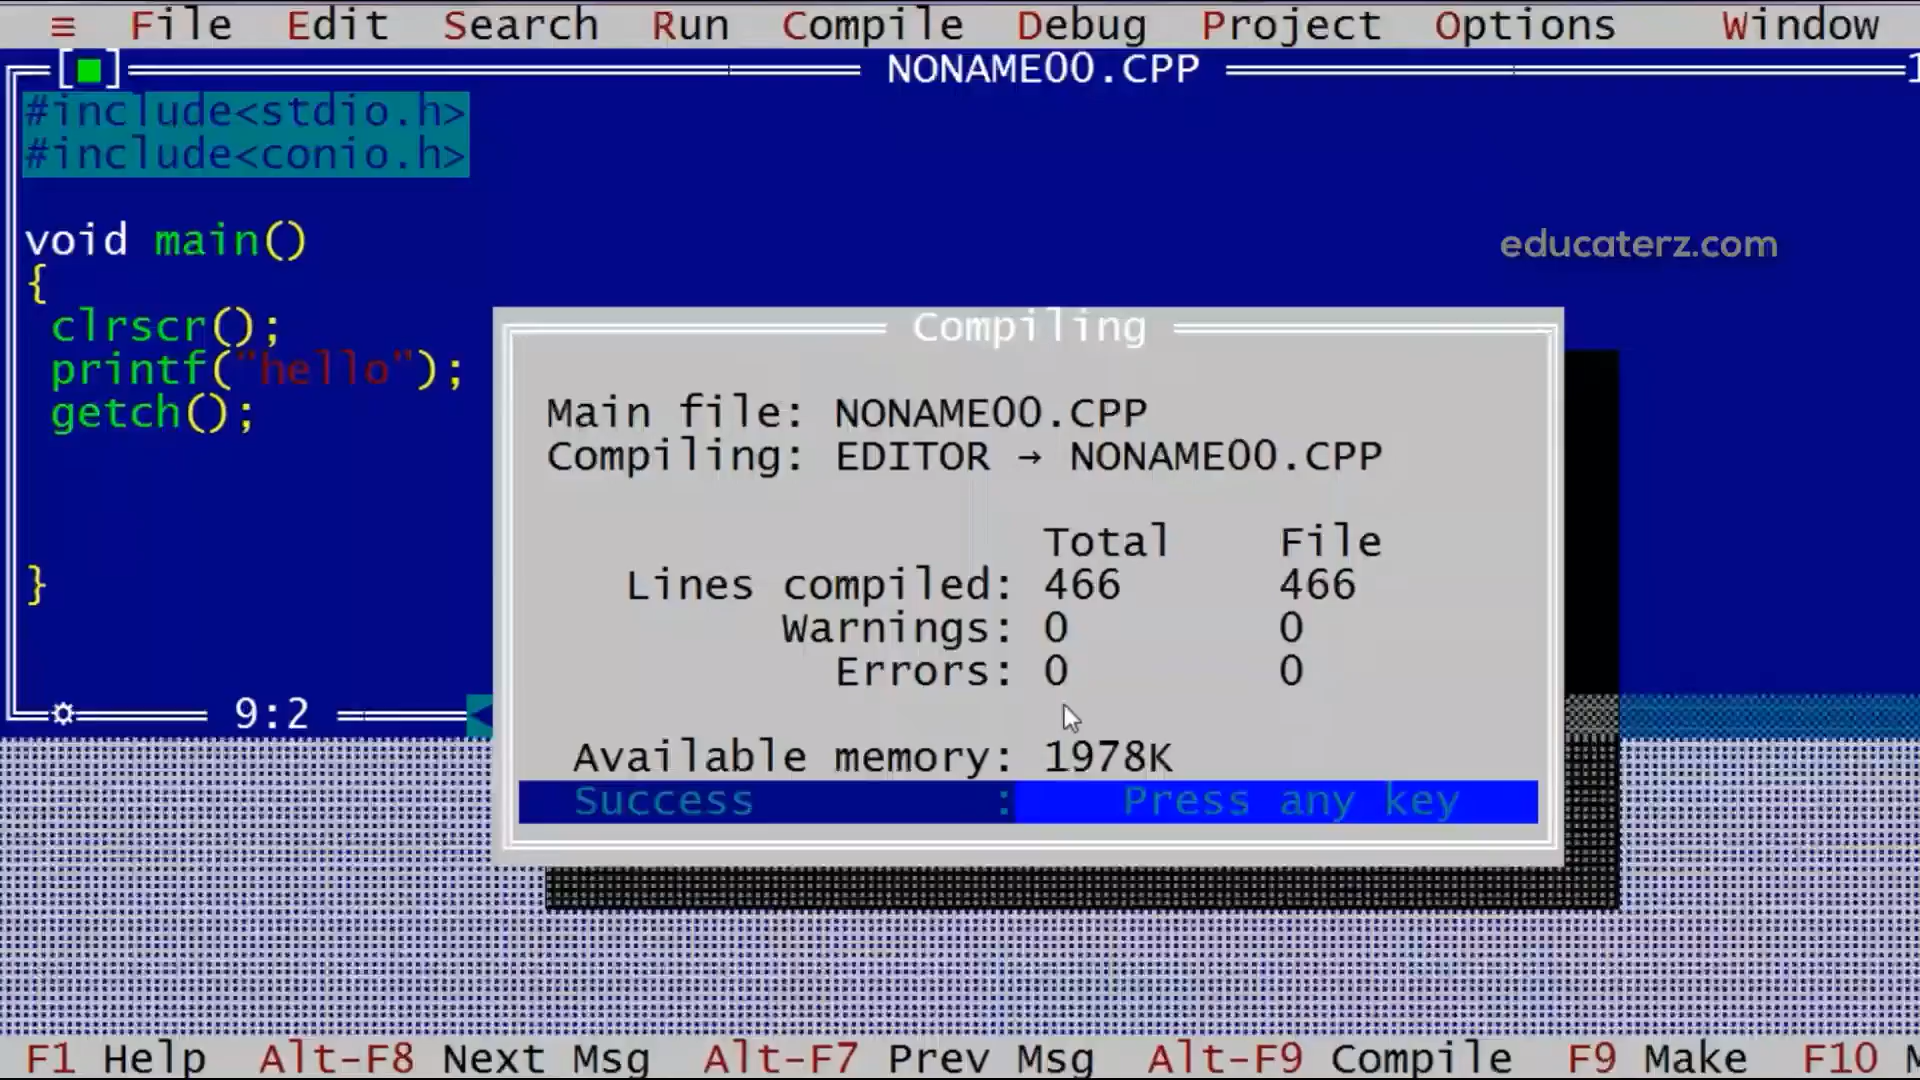 ≡ File Edit Search Run Compile Debug Project Options Window
NONAME00.CPP 1
#include<stdio.h>
#include<conio.h>
void main()
educaterz.com
{
clrscr();
printf("hello");
getch();
}
9:2
Compiling
Main file: NONAME00.CPP
Compiling: EDITOR → NONAME00.CPP
Total File
Lines compiled: 466 466
Warnings: 0 0
Errors: 0 0
Available memory: 1978K
Success : Press any key
F1 Help Alt-F8 Next Msg Alt-F7 Prev Msg Alt-F9 Compile F9 Make F10